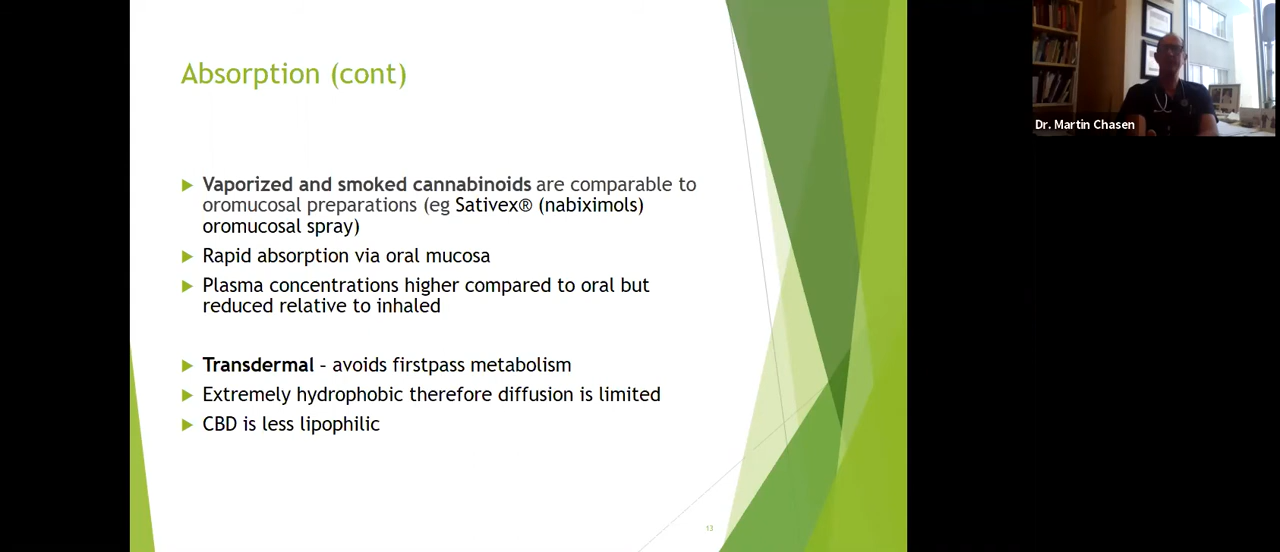 Absorption (cont)
Vaporized and smoked cannabinoids are comparable to
oromucosal preparations (eg Sativex® (nabiximols)
oromucosal spray)
Rapid absorption via oral mucosa
Plasma concentrations higher compared to oral but
reduced relative to inhaled
Transdermal – avoids firstpass metabolism
Extremely hydrophobic therefore diffusion is limited
CBD is less lipophilic
13
Dr. Martin Chasen